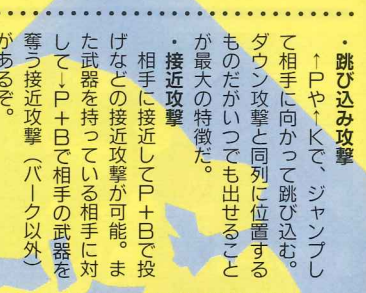 ・跳び込み攻撃
　↑Pや↑Kで、ジャンプし
て相手に向かって跳び込む。
ダウン攻撃と同列に位置する
ものだがいつでも出せること
が最大の特徴だ。
・接近攻撃
　相手に接近してP＋Bで投
げなどの接近攻撃が可能。ま
た武器を持っている相手に対
して↓P＋Bで相手の武器を
奪う接近攻撃（バーク以外）
があるぞ。